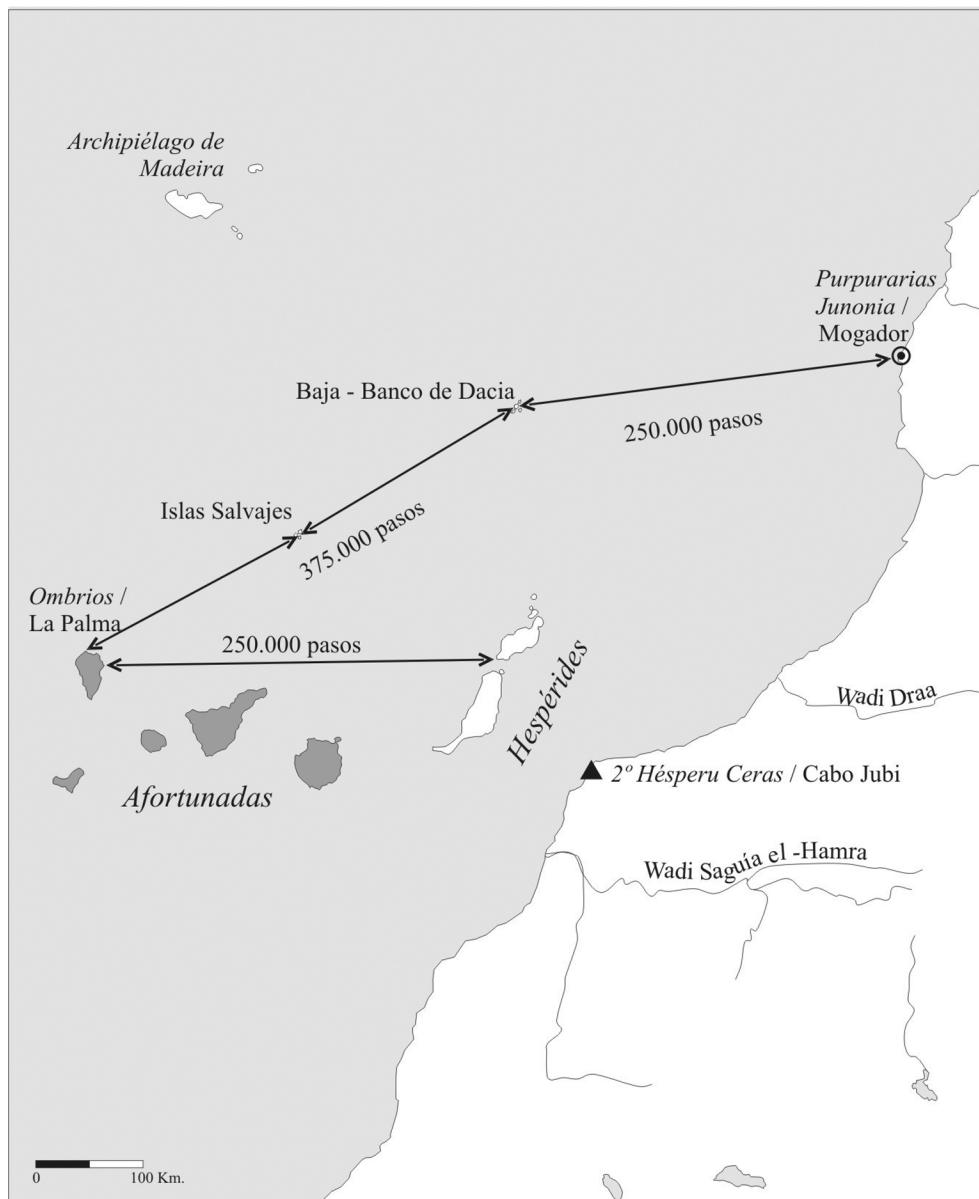 Archipiélago de
Madeira
Purpurarias
Junonia /
Mogador
Baja - Banco de Dacia
250.000 pasos
Islas Salvajes
375.000 pasos
Ombrios /
La Palma
250.000 pasos
Hespérides
Wadi Draa
2º Hésperu Ceras / Cabo Jubi
Afortunadas
Wadi Saguía el -Hamra
0 100 Km.